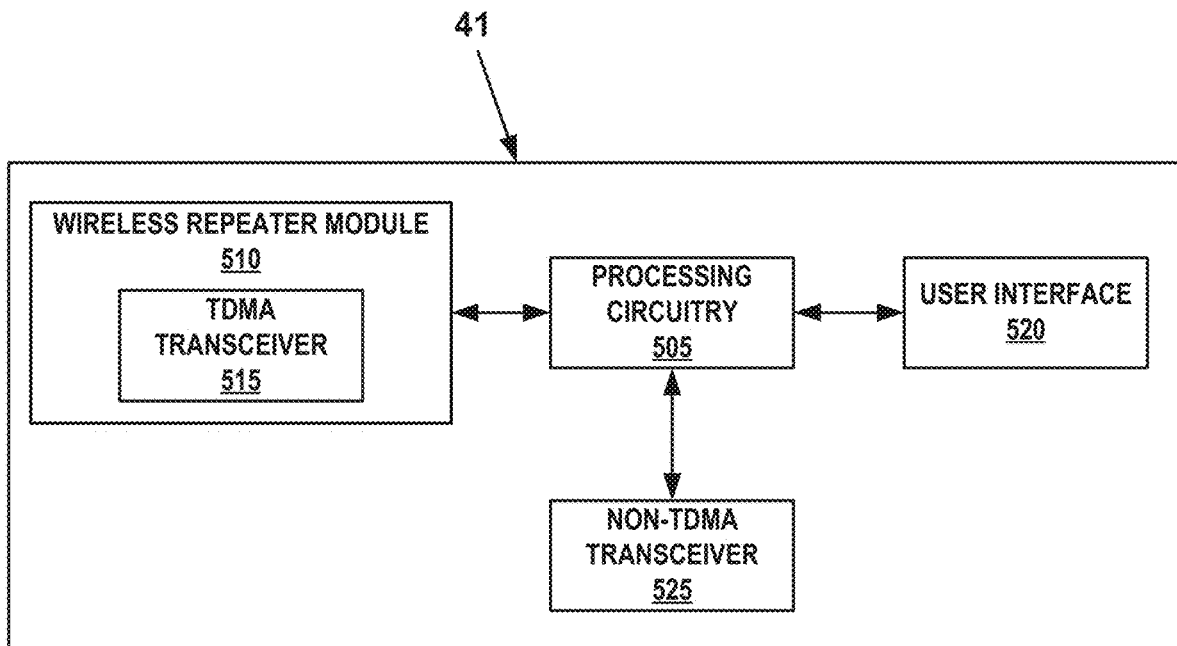 41
WIRELESS REPEATER MODULE
510
TDMA
TRANSCEIVER
515
PROCESSING
CIRCUITRY
505
USER INTERFACE
520
NON-TDMA
TRANSCEIVER
525